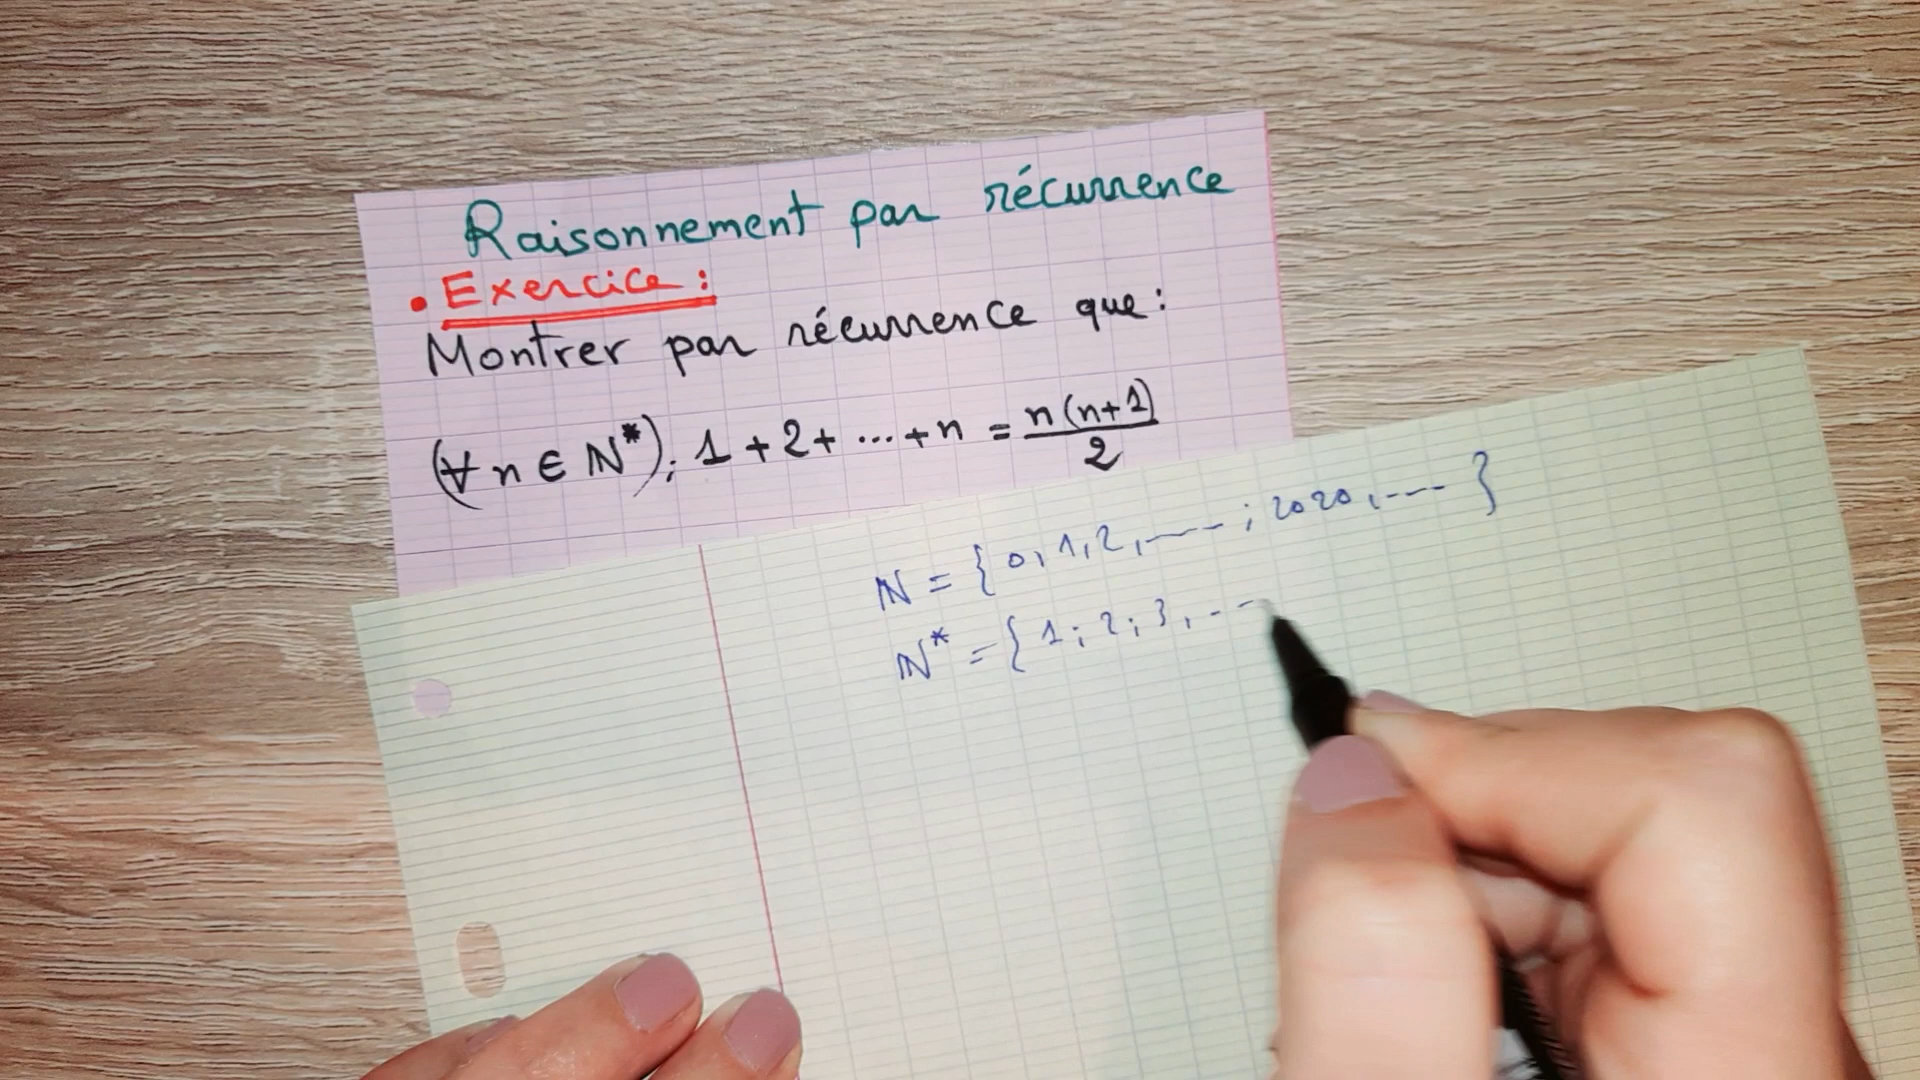 Raisonnement par récurrence
• Exercice :
Montrer par récurrence que :
(∀ n ∈ ℕ*); 1 + 2 + ... + n = n(n+1)/2
ℕ = { 0, 1, 2, ----- ; 2020, --- }
ℕ* = { 1 ; 2 ; 3, ---